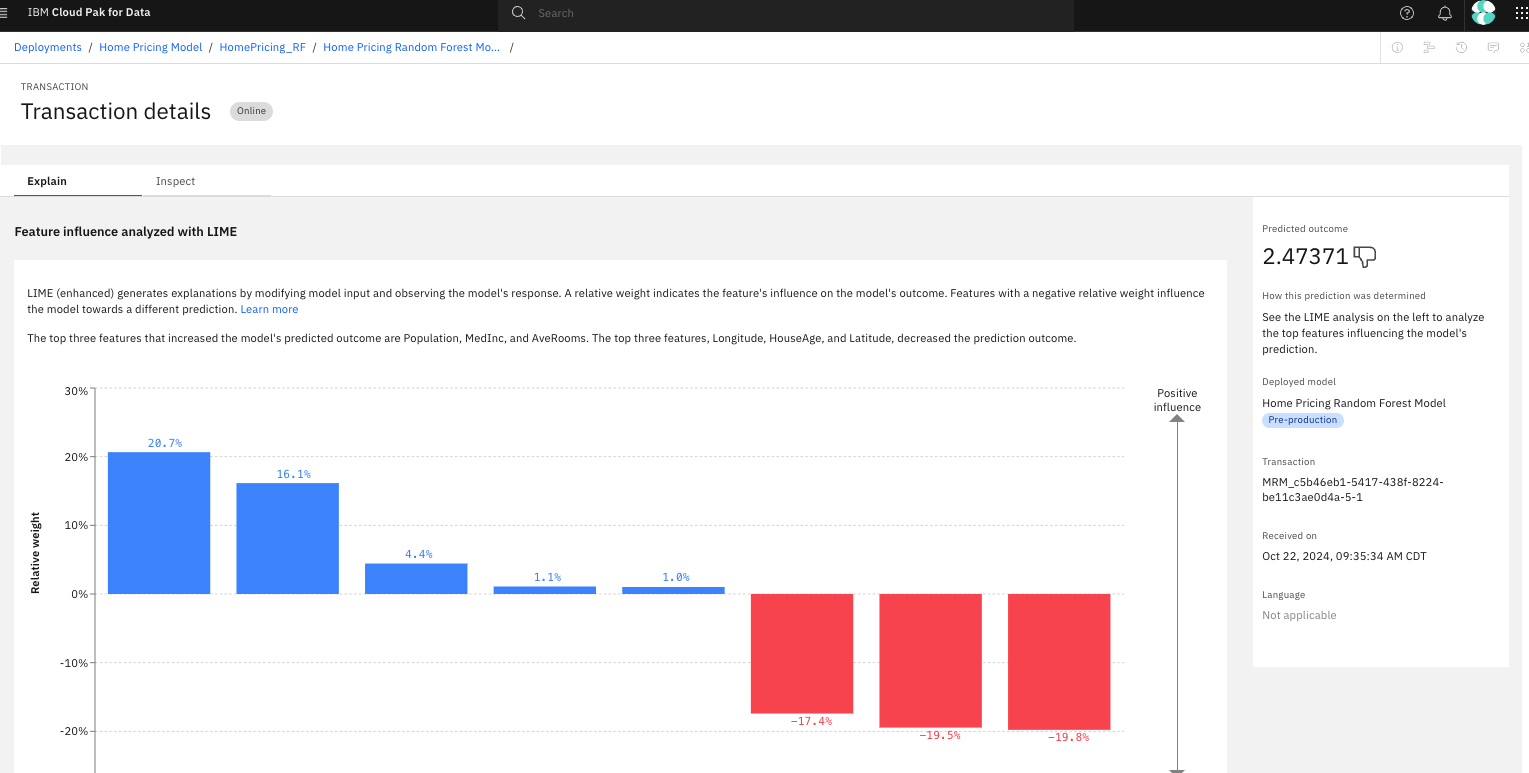 IBM Cloud Pak for Data
Search
Deployments / Home Pricing Model / HomePricing_RF / Home Pricing Random Forest Mo... /
TRANSACTION
Transaction details
Online
Explain
Inspect
Feature influence analyzed with LIME
LIME (enhanced) generates explanations by modifying model input and observing the model's response. A relative weight indicates the feature's influence on the model's outcome. Features with a negative relative weight influence
the model towards a different prediction. Learn more
The top three features that increased the model's predicted outcome are Population, MedInc, and AveRooms. The top three features, Longitude, HouseAge, and Latitude, decreased the prediction outcome.
Relative weight
30%
20%
10%
0%
-10%
-20%
20.7%
16.1%
4.4%
1.1%
1.0%
−17.4%
−19.5%
−19.8%
Positive
influence
Predicted outcome
2.47371
How this prediction was determined
See the LIME analysis on the left to analyze
the top features influencing the model's
prediction.
Deployed model
Home Pricing Random Forest Model
Pre-production
Transaction
MRM_c5b46eb1-5417-438f-8224-
be11c3ae0d4a-5-1
Received on
Oct 22, 2024, 09:35:34 AM CDT
Language
Not applicable